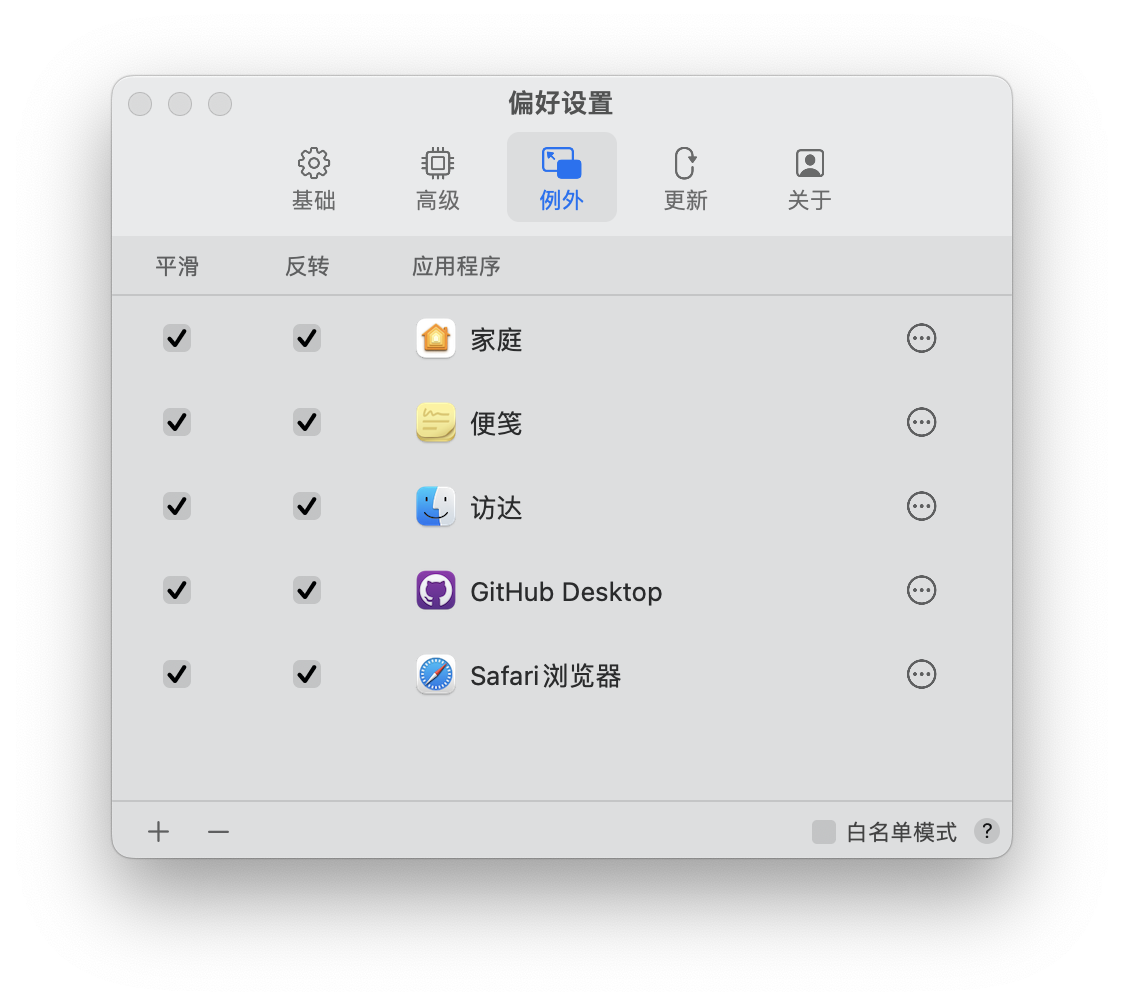 偏好设置
基础 高级 例外 更新 关于
平滑 反转 应用程序
家庭
便笺
访达
GitHub Desktop
Safari浏览器
白名单模式 ?